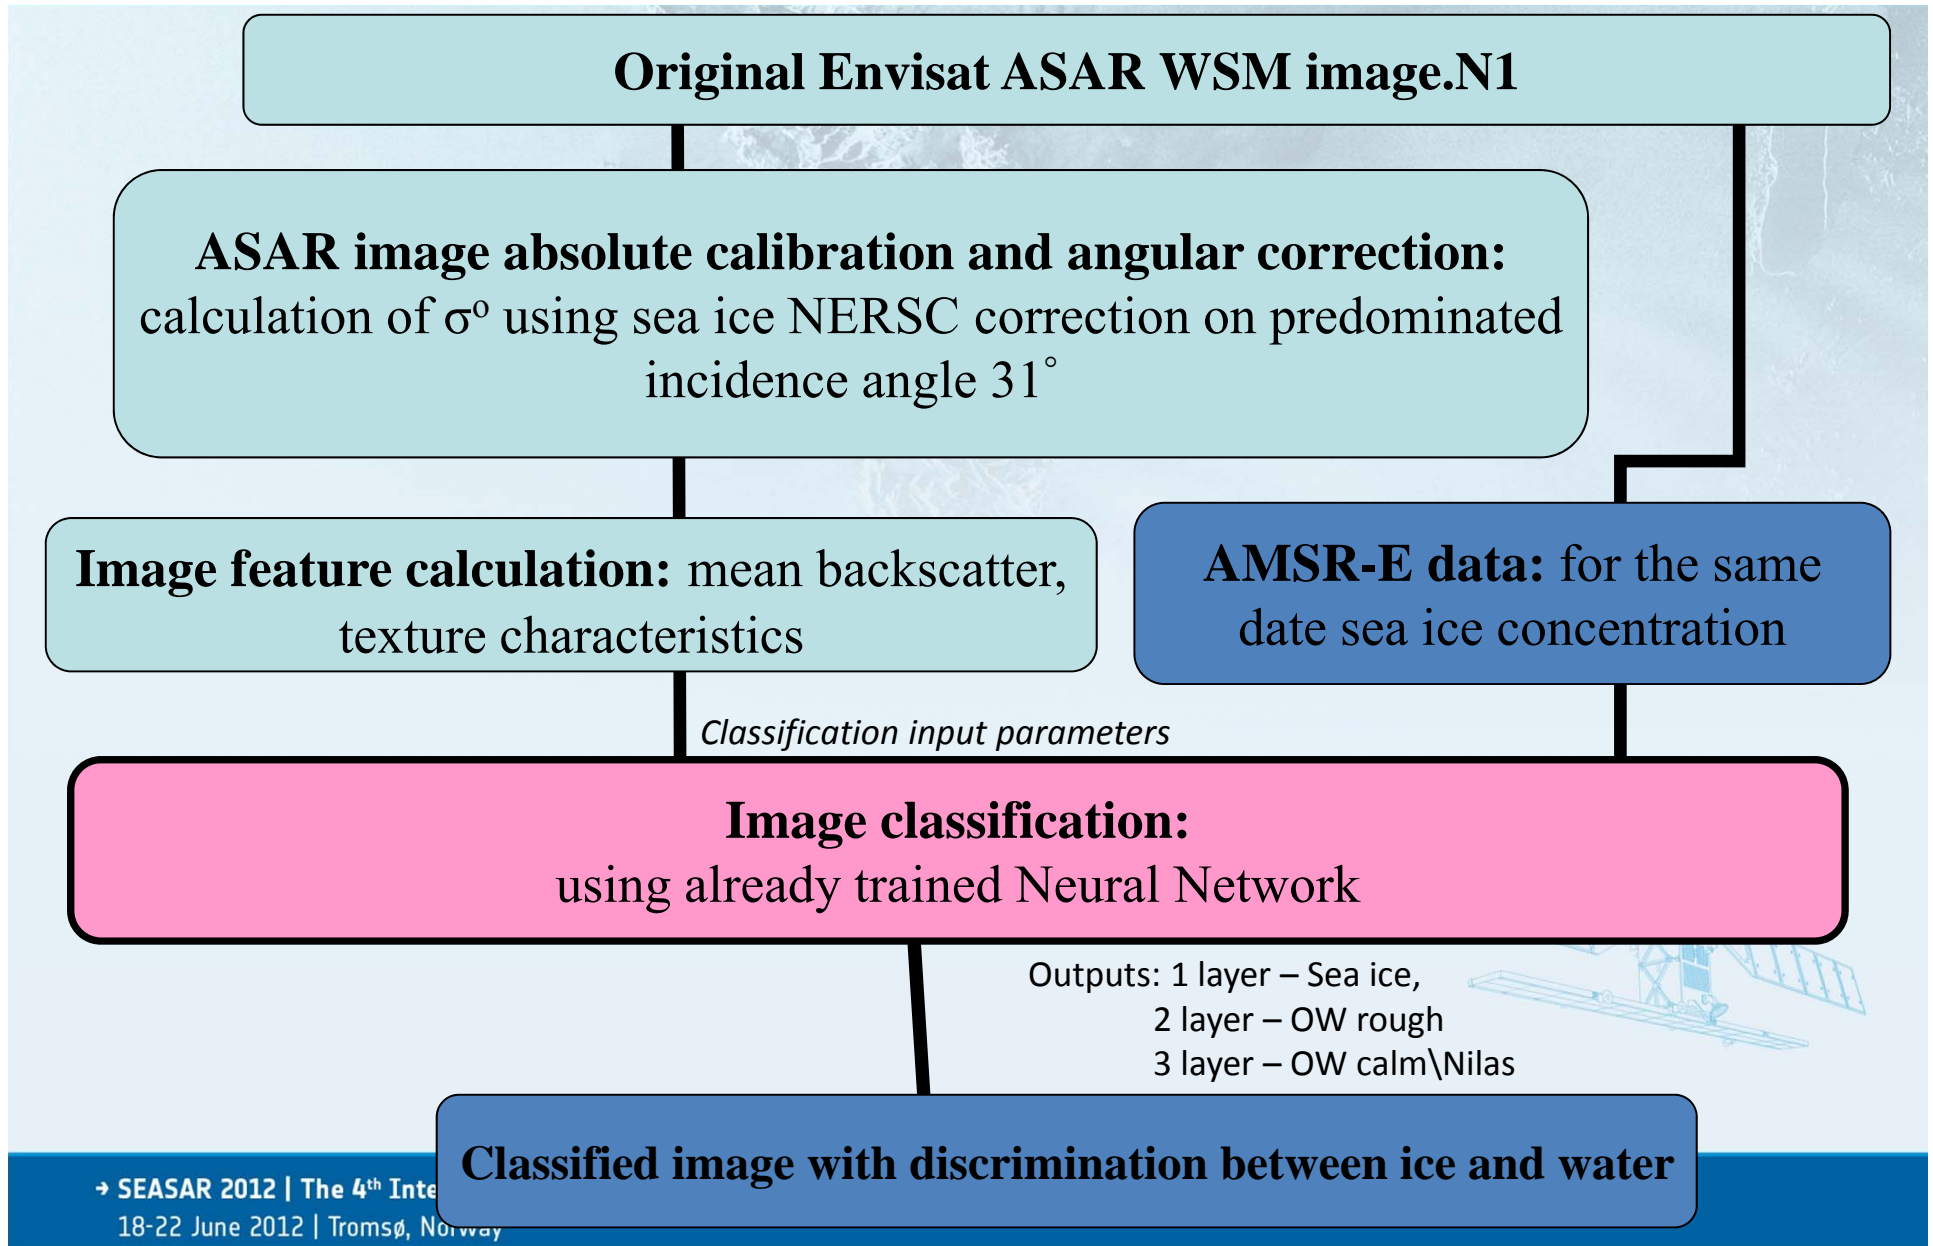 Original Envisat ASAR WSM image.N1
ASAR image absolute calibration and angular correction:
calculation of σº using sea ice NERSC correction on predominated
incidence angle 31°
Image feature calculation: mean backscatter,
texture characteristics
AMSR-E data: for the same
date sea ice concentration
Classification input parameters
Image classification:
using already trained Neural Network
Outputs: 1 layer – Sea ice,
2 layer – OW rough
3 layer – OW calm\Nilas
Classified image with discrimination between ice and water
→ SEASAR 2012 | The 4th Inte
18-22 June 2012 | Tromsø, Norway